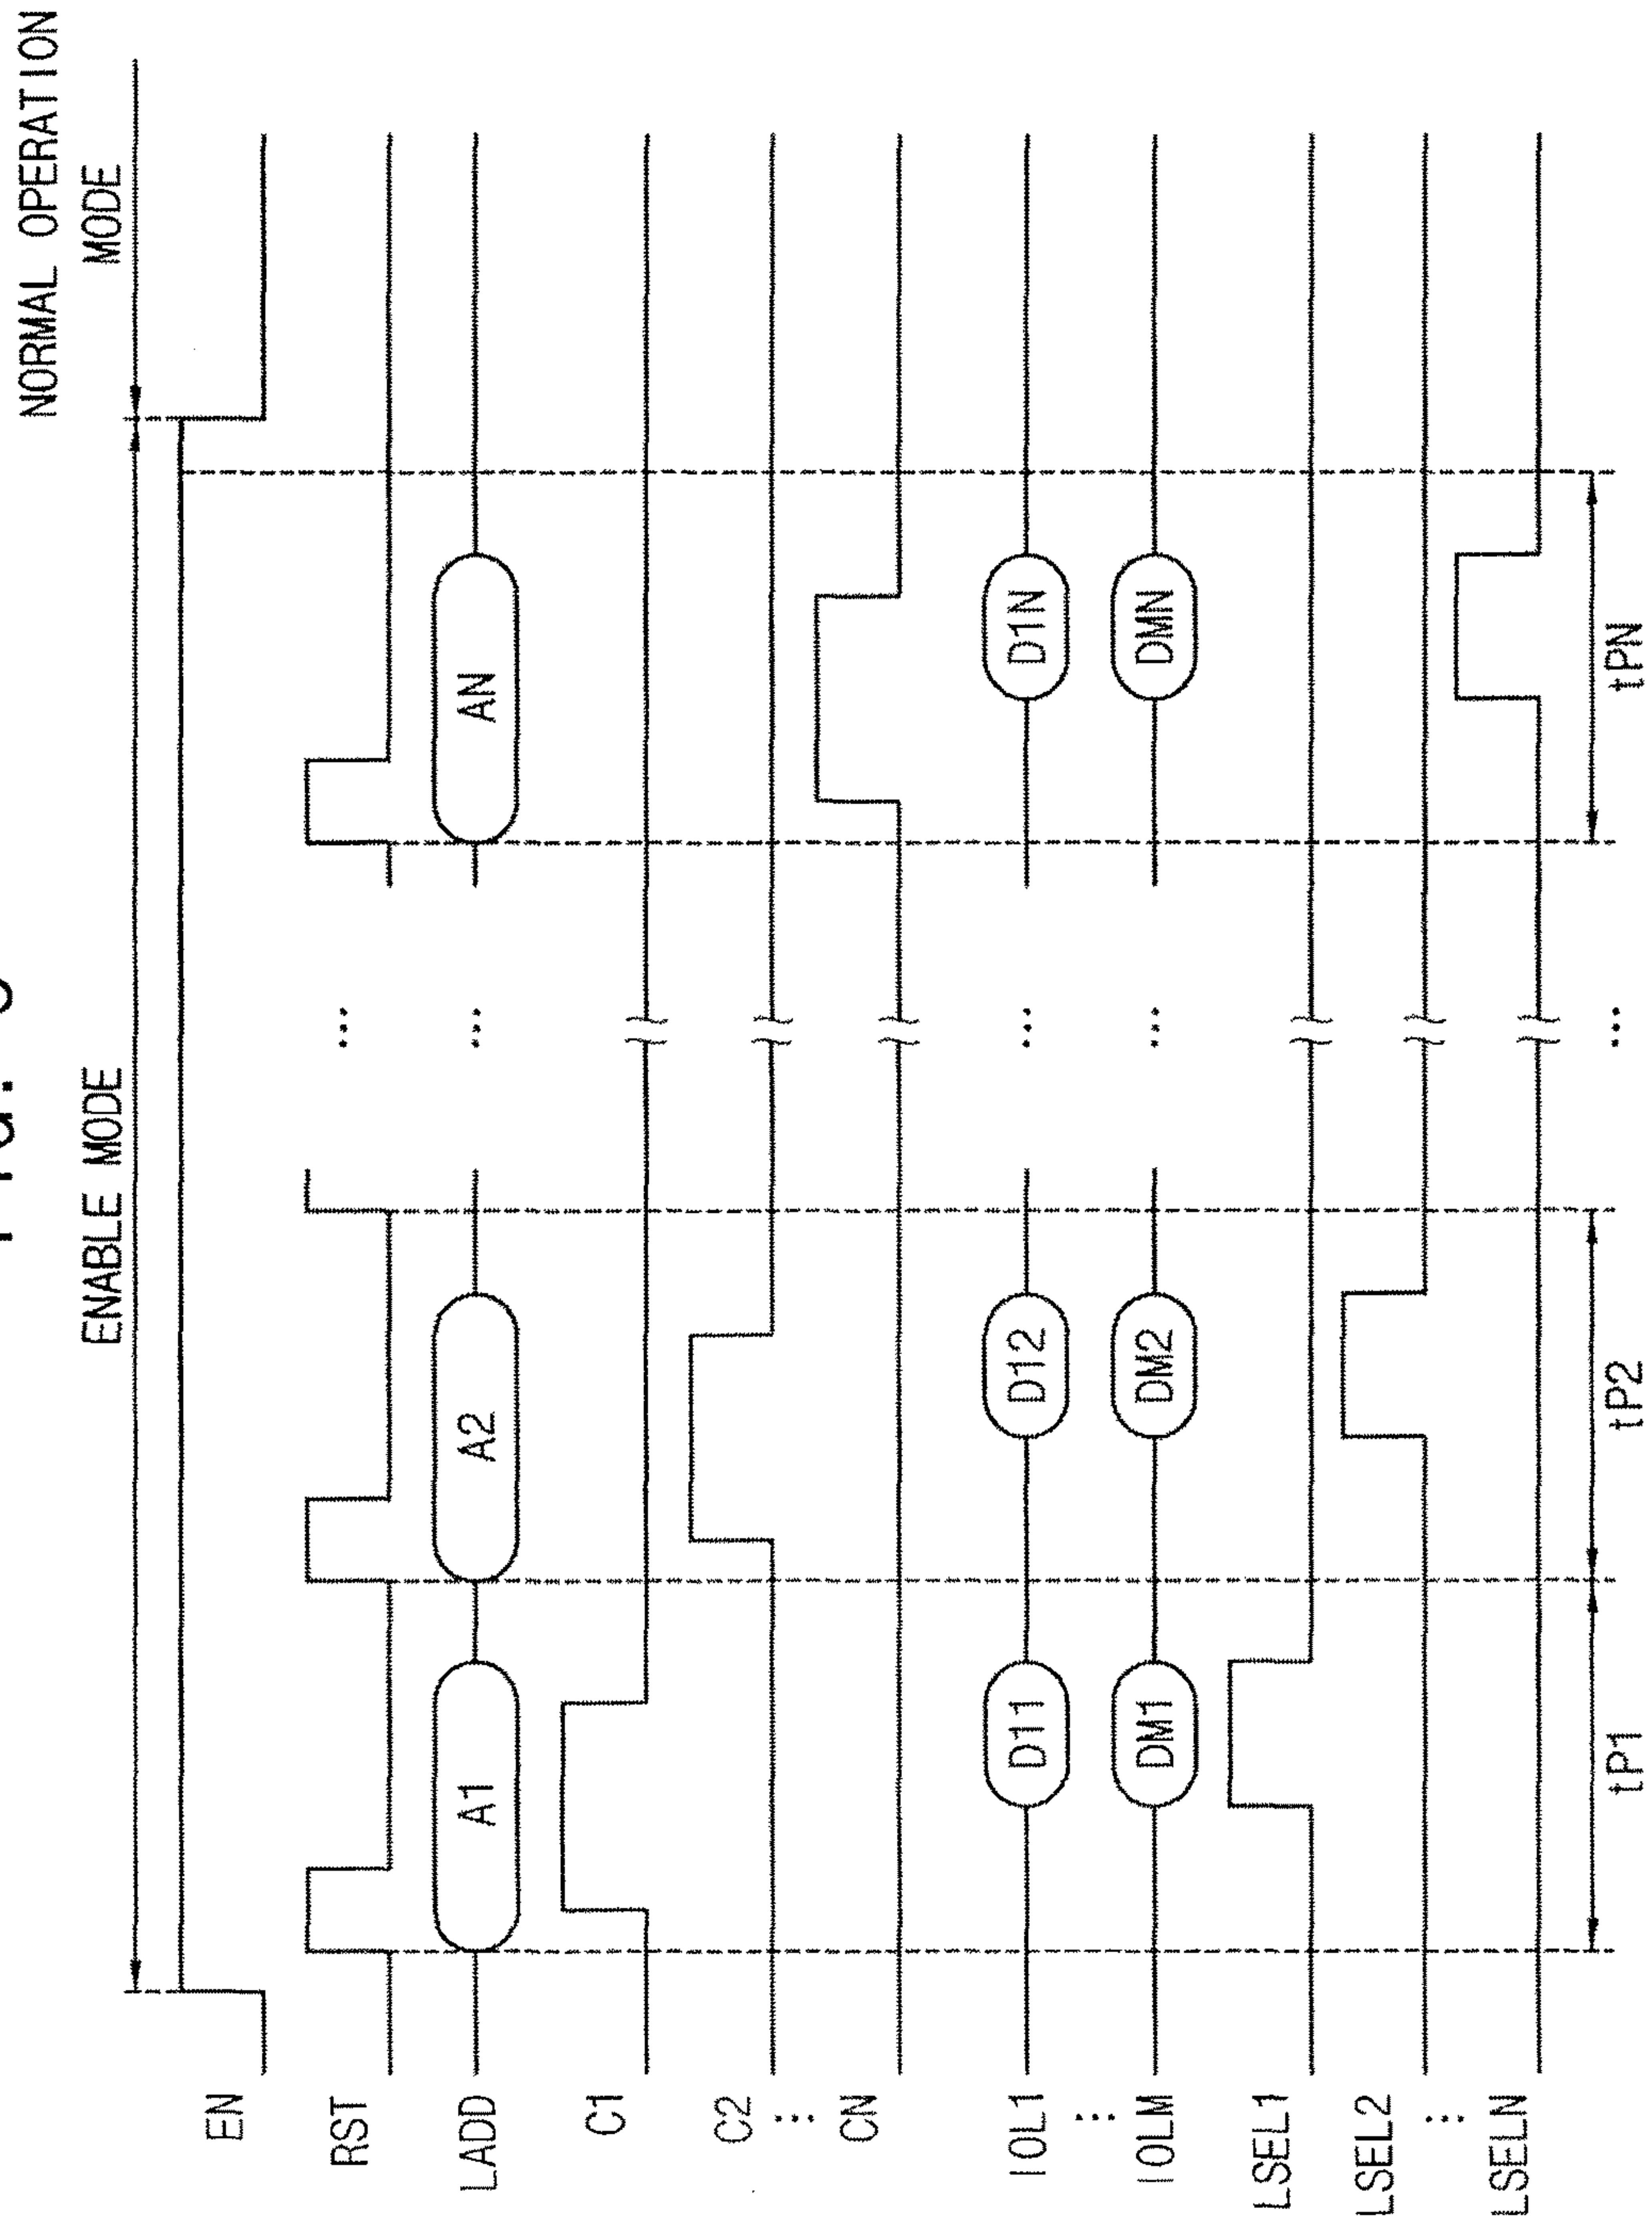 ENABLE MODE
NORMAL OPERATION
MODE
EN
RST
...
LADD
A1
A2
...
AN
C1
C2
...
CN
IOL1
D11
D12
...
D1N
...
IOLM
DM1
DM2
...
DMN
LSEL1
LSEL2
...
LSELN
tP1
tP2
...
tPN